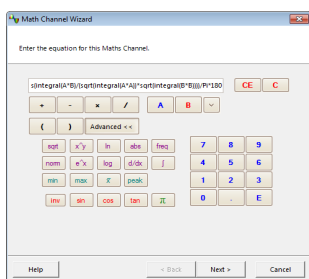 Math Channel Wizard
Enter the equation for this Maths Channel.
s(integral(A*B)/(sqrt(integral(A*A))*sqrt(integral(B*B))))/Pi*180 CE C
+ - × / A B
( ) Advanced <<
sqrt x^y ln abs freq 7 8 9
norm e^x log d/dx ∫ 4 5 6
min max x̄ peak 1 2 3
inv sin cos tan π 0 . E
Help < Back Next > Cancel